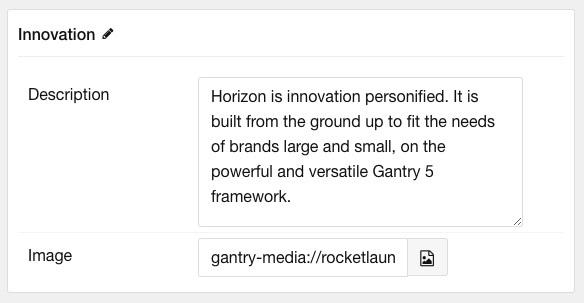 Innovation
Description
Horizon is innovation personified. It is
built from the ground up to fit the needs
of brands large and small, on the
powerful and versatile Gantry 5
framework.
Image
gantry-media://rocketlaun